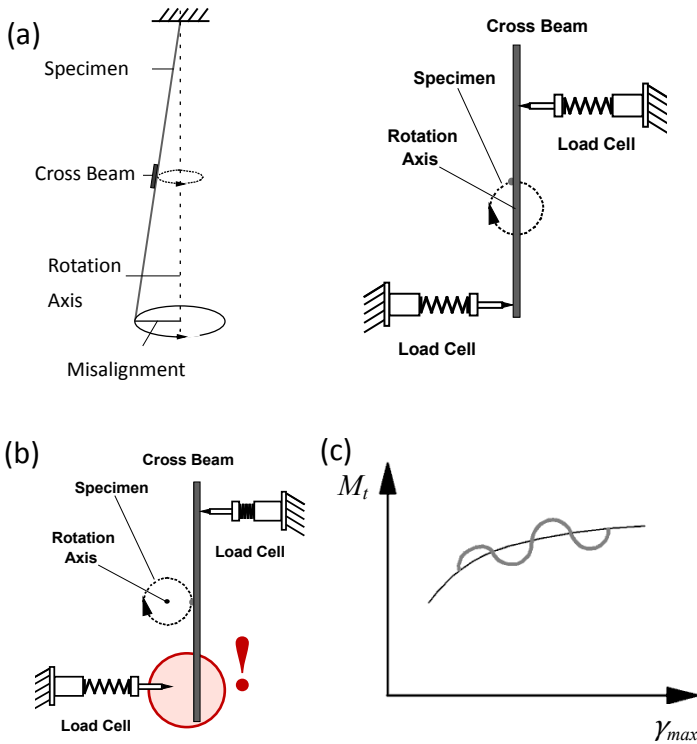 (a)
Specimen
Cross Beam
Rotation
Axis
Misalignment
Cross Beam
Specimen
Rotation
Axis
Load Cell
Load Cell
(b)
Cross Beam
Specimen
Rotation
Axis
Load Cell
!
Load Cell
(c)
Mt
γmax